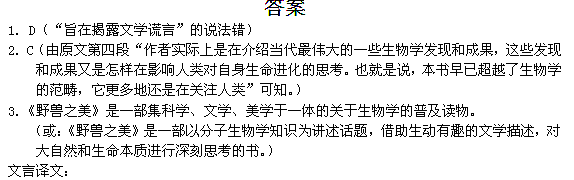 答案
1. D（“旨在揭露文学谎言”的说法错）
2. C（由原文第四段“作者实际上是在介绍当代最伟大的一些生物学发现和成果，这些发现
和成果又是怎样在影响人类对自身生命进化的思考。也就是说，本书早已超越了生物学
的范畴，它更多地还是在关注人类”可知。）
3.《野兽之美》是一部集科学、文学、美学于一体的关于生物学的普及读物。
（或：《野兽之美》是一部以分子生物学知识为讲述话题，借助生动有趣的文学描述，对
大自然和生命本质进行深刻思考的书。）
文言译文：